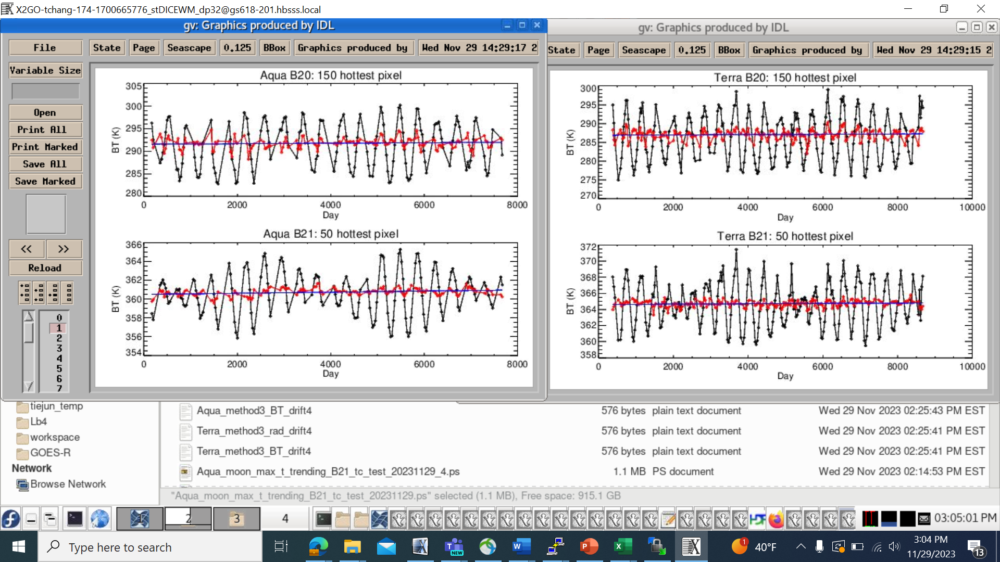 X2GO-tchang-174-1700665776_stDICEWM_dp32@gs618-201.hbsss.local
gv: Graphics produced by IDL
File
State
Page
Seascape
0.125
BBox
Graphics produced by
Wed Nov 29 14:29:17 2
Variable Size
Open
Print All
Print Marked
Save All
Save Marked
<<
>>
Reload
0
1
2
3
4
5
6
7
Aqua B20: 150 hottest pixel
305
300
295
290
285
280
BT (K)
0
2000
4000
6000
8000
Day
Aqua B21: 50 hottest pixel
366
364
362
360
358
356
354
BT (K)
0
2000
4000
6000
8000
Day
gv: Graphics produced by IDL
State
Page
Seascape
0.125
BBox
Graphics produced by
Wed Nov 29 14:29:15 2
Terra B20: 150 hottest pixel
300
295
290
285
280
275
270
BT (K)
0
2000
4000
6000
8000
10000
Day
Terra B21: 50 hottest pixel
372
370
368
366
364
362
360
358
BT (K)
0
2000
4000
6000
8000
10000
Day
tiejun_temp
Lb4
workspace
GOES-R
Network
Browse Network
Aqua_method3_BT_drift4 576 bytes plain text document Wed 29 Nov 2023 02:25:43 PM EST
Terra_method3_rad_drift4 576 bytes plain text document Wed 29 Nov 2023 02:25:41 PM EST
Terra_method3_BT_drift4 576 bytes plain text document Wed 29 Nov 2023 02:25:41 PM EST
Aqua_moon_max_t_trending_B21_tc_test_20231129_4.ps 1.1 MB PS document Wed 29 Nov 2023 02:14:53 PM EST
"Aqua_moon_max_t_trending_B21_tc_test_20231129.ps" selected (1.1 MB), Free space: 915.1 GB
1
2
3
4
HDF
03:05:01 PM
Type here to search
NEW
W
P
X
1
40°F
3:04 PM
11/29/2023
13